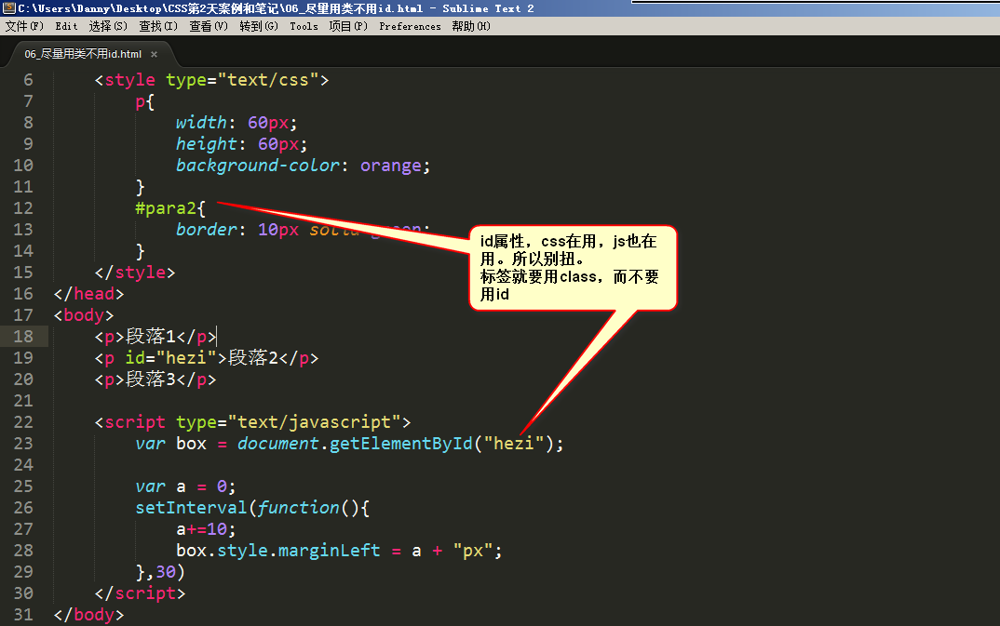 C:\Users\Danny\Desktop\CSS第2天案例和笔记\06_尽量用类不用id.html - Sublime Text 2
文件(F) Edit 选择(S) 查找(I) 查看(V) 转到(G) Tools 项目(P) Preferences 帮助(H)
06_尽量用类不用id.html ×
6 <style type="text/css">
7 p{
8 width: 60px;
9 height: 60px;
10 background-color: orange;
11 }
12 #para2{
13 border: 10px solid green;
14 }
15 </style>
16 </head>
17 <body>
18 <p>段落1</p>
19 <p id="hezi">段落2</p>
20 <p>段落3</p>
21
22 <script type="text/javascript">
23 var box = document.getElementById("hezi");
24
25 var a = 0;
26 setInterval(function(){
27 a+=10;
28 box.style.marginLeft = a + "px";
29 },30)
30 </script>
31 </body>
id属性，css在用，js也在
用。所以别扭。
标签就要用class，而不要
用id